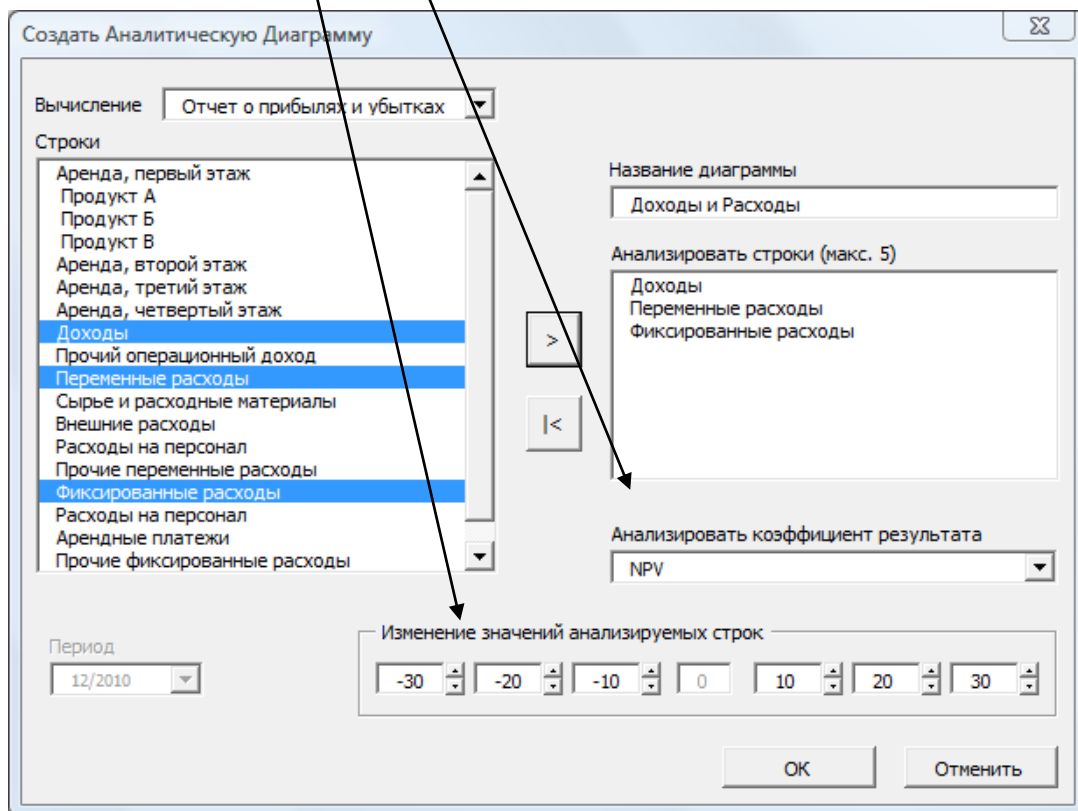 Создать Аналитическую Диаграмму
Вычисление Отчет о прибылях и убытках
Строки
Аренда, первый этаж
Продукт А
Продукт Б
Продукт В
Аренда, второй этаж
Аренда, третий этаж
Аренда, четвертый этаж
Доходы
Прочий операционный доход
Переменные расходы
Сырье и расходные материалы
Внешние расходы
Расходы на персонал
Прочие переменные расходы
Фиксированные расходы
Расходы на персонал
Арендные платежи
Прочие фиксированные расходы
>
|<
Название диаграммы
Доходы и Расходы
Анализировать строки (макс. 5)
Доходы
Переменные расходы
Фиксированные расходы
Анализировать коэффициент результата
NPV
Период
12/2010
Изменение значений анализируемых строк
-30 -20 -10 0 10 20 30
ОК Отменить